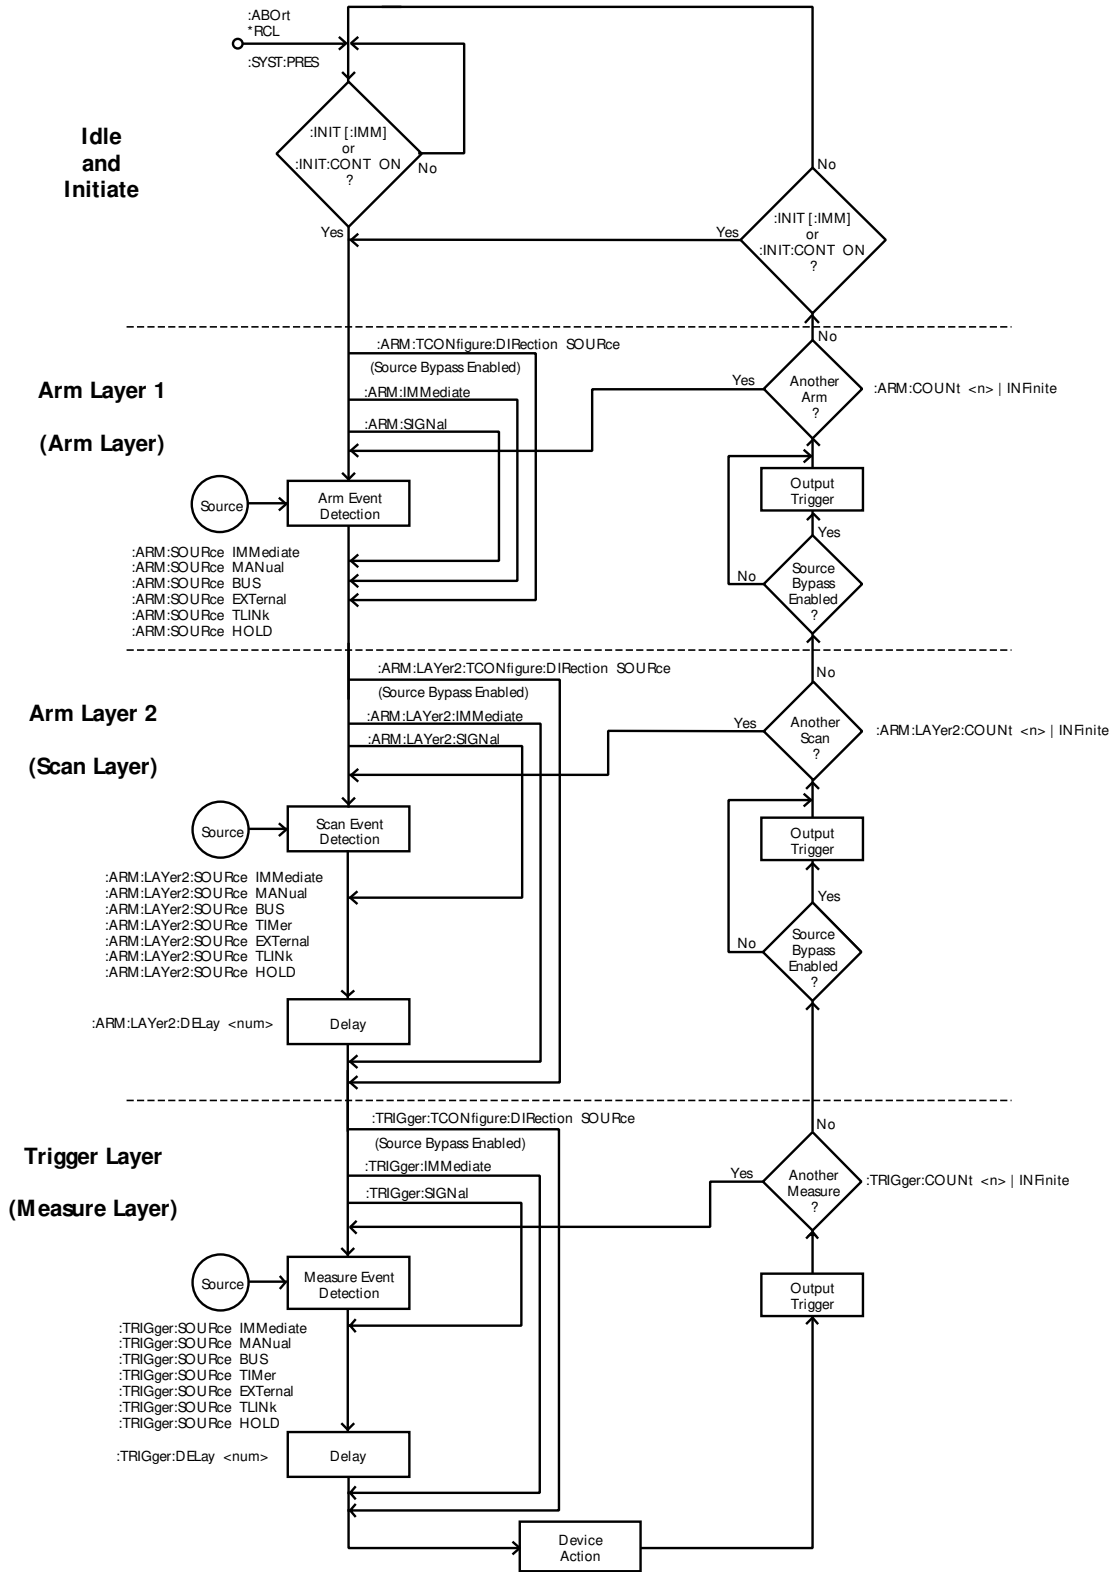 :ABOrt
*RCL
:SYST:PRES
Idle
and
Initiate
:INIT [:IMM]
or
:INIT:CONT ON
?
No
Yes
No
:INIT [:IMM]
or
:INIT:CONT ON
?
Yes
No
:ARM:TCONfigure:DIRection SOURce
(Source Bypass Enabled)
:ARM:IMMediate
:ARM:SIGNal
Arm Layer 1
(Arm Layer)
Yes
Another
Arm
?
:ARM:COUNt <n> | INFinite
Source
Arm Event
Detection
Output
Trigger
Yes
:ARM:SOURce IMMediate
:ARM:SOURce MANual
:ARM:SOURce BUS
:ARM:SOURce EXTernal
:ARM:SOURce TLINk
:ARM:SOURce HOLD
No
Source
Bypass
Enabled
?
No
:ARM:LAYer2:TCONfigure:DIRection SOURce
(Source Bypass Enabled)
:ARM:LAYer2:IMMediate
:ARM:LAYer2:SIGNal
Arm Layer 2
(Scan Layer)
Yes
Another
Scan
?
:ARM:LAYer2:COUNt <n> | INFinite
Source
Scan Event
Detection
Output
Trigger
Yes
:ARM:LAYer2:SOURce IMMediate
:ARM:LAYer2:SOURce MANual
:ARM:LAYer2:SOURce BUS
:ARM:LAYer2:SOURce TIMer
:ARM:LAYer2:SOURce EXTernal
:ARM:LAYer2:SOURce TLINk
:ARM:LAYer2:SOURce HOLD
No
Source
Bypass
Enabled
?
:ARM:LAYer2:DELay <num>
Delay
No
:TRIGger:TCONfigure:DIRection SOURce
(Source Bypass Enabled)
:TRIGger:IMMediate
:TRIGger:SIGNal
Trigger Layer
(Measure Layer)
Yes
Another
Measure
?
:TRIGger:COUNt <n> | INFinite
Source
Measure Event
Detection
Output
Trigger
:TRIGger:SOURce IMMediate
:TRIGger:SOURce MANual
:TRIGger:SOURce BUS
:TRIGger:SOURce TIMer
:TRIGger:SOURce EXTernal
:TRIGger:SOURce TLINk
:TRIGger:SOURce HOLD
:TRIGger:DELay <num>
Delay
Device
Action